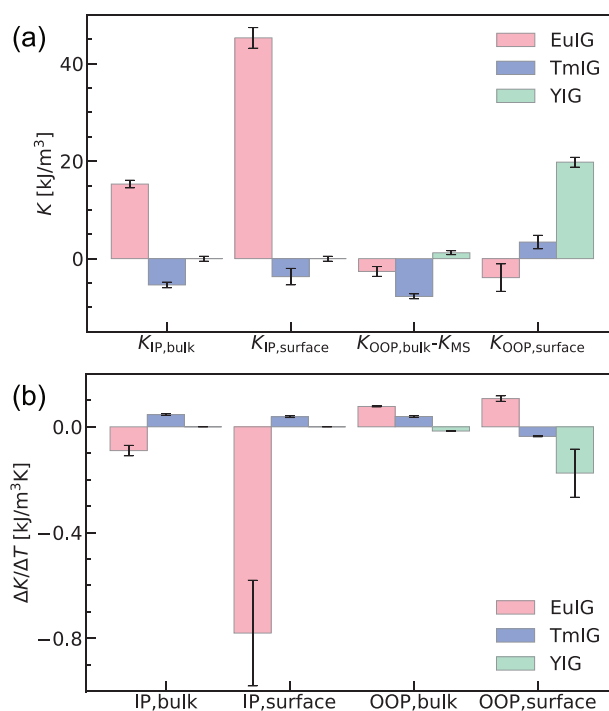 (a)
EuIG
TmIG
YIG
K [kJ/m³]
40
20
0
K_IP,bulk K_IP,surface K_OOP,bulk-K_MS K_OOP,surface
(b)
0.0
−0.4
−0.8
ΔK/ΔT [kJ/m³K]
EuIG
TmIG
YIG
IP,bulk IP,surface OOP,bulk OOP,surface